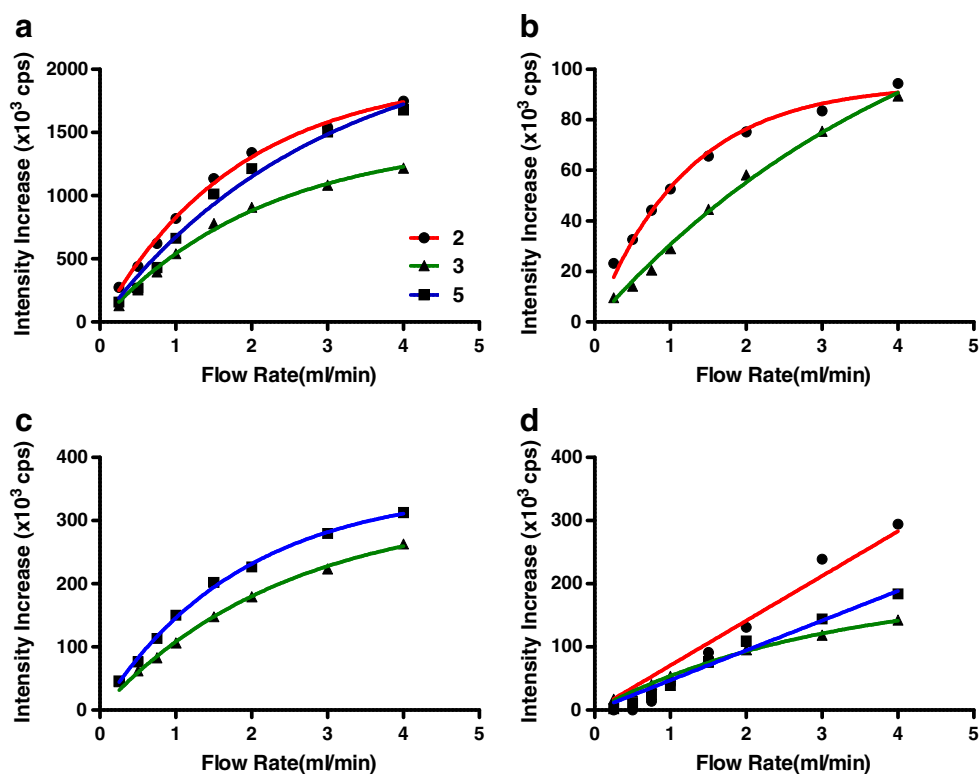 a
b
Intensity Increase (x10³ cps)
2000
1500
1000
500
0
0 1 2 3 4 5
Flow Rate(ml/min)
2
3
5
Intensity Increase (x10³ cps)
100
80
60
40
20
0
0 1 2 3 4 5
Flow Rate(ml/min)
c
d
Intensity Increase (x10³ cps)
400
300
200
100
0
0 1 2 3 4 5
Flow Rate(ml/min)
Intensity Increase (x10³ cps)
400
300
200
100
0
0 1 2 3 4 5
Flow Rate(ml/min)